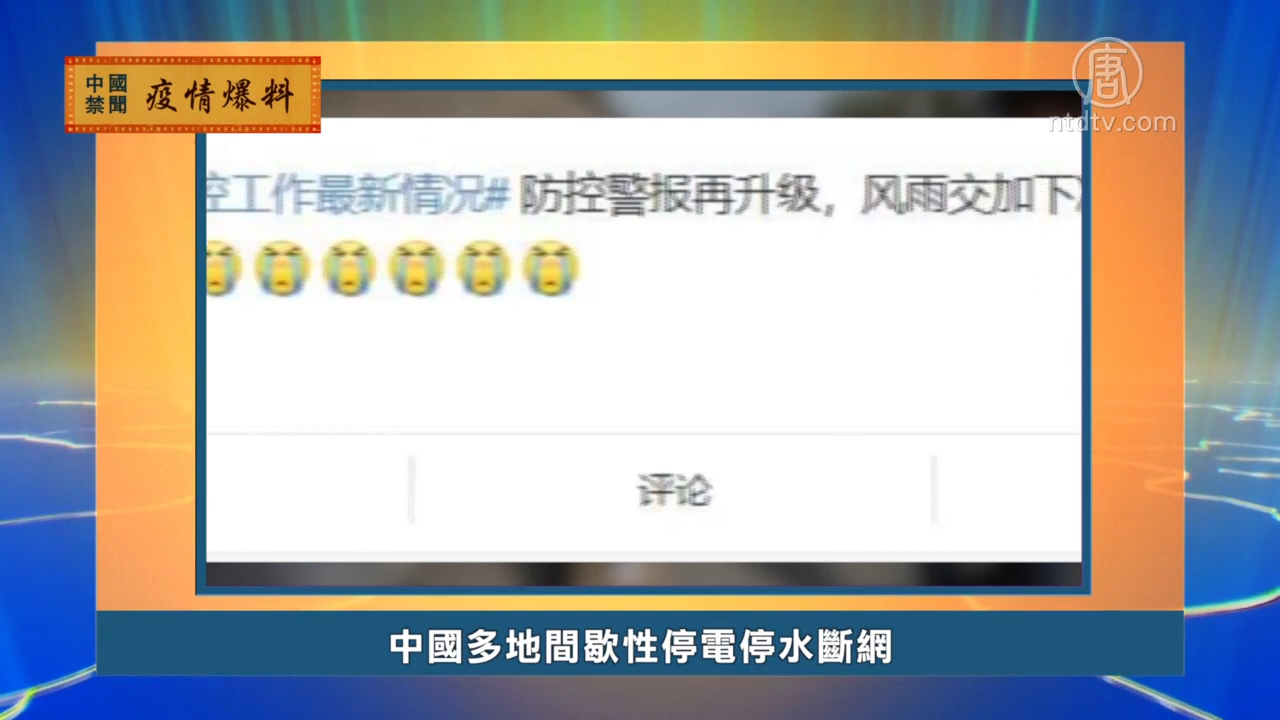 中國
禁聞
疫情爆料
唐
ntdtv.com
控工作最新情况# 防控警报再升级，风雨交加下
评论
中國多地間歇性停電停水斷網